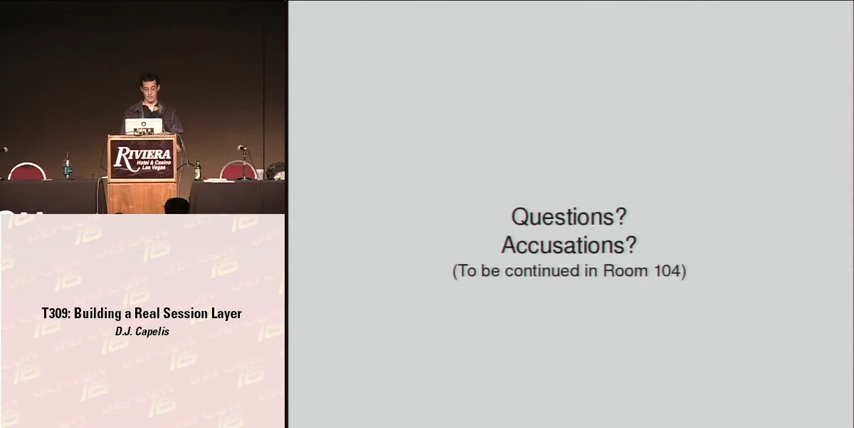 RIVIERA
Hotel & Casino
Las Vegas
T309: Building a Real Session Layer
D.J. Capelis
Questions?
Accusations?
(To be continued in Room 104)